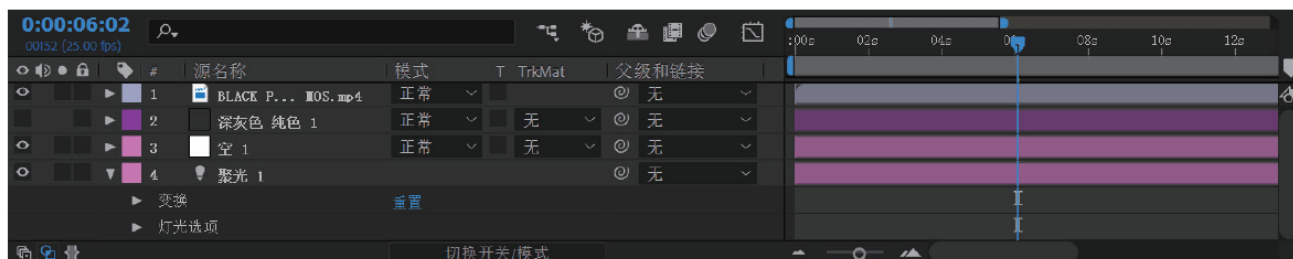 0:00:06:02
00152 (25.00 fps)
:00s 02s 04s 08s 10s 12s
# 源名称 模式 T TrkMat 父级和链接
1 BLACK P... MOS.mp4 正常 无
2 深灰色 纯色 1 正常 无 无
3 空 1 正常 无 无
4 聚光 1 无
变换 重置
灯光选项
切换开关/模式